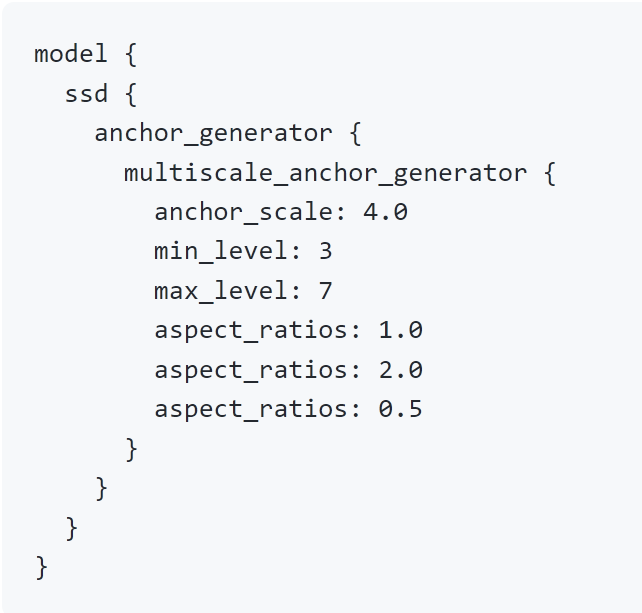 model {
  ssd {
    anchor_generator {
      multiscale_anchor_generator {
        anchor_scale: 4.0
        min_level: 3
        max_level: 7
        aspect_ratios: 1.0
        aspect_ratios: 2.0
        aspect_ratios: 0.5
      }
    }
  }
}